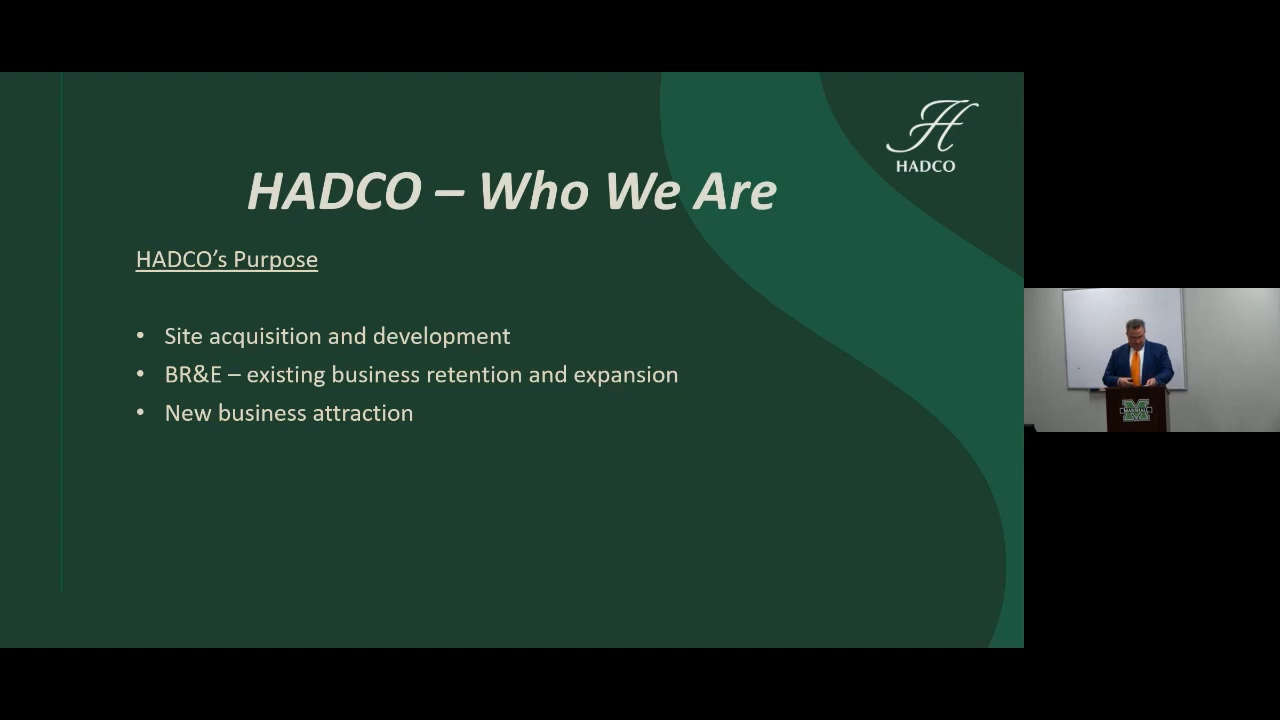 HADCO
HADCO – Who We Are
HADCO's Purpose
• Site acquisition and development
• BR&E – existing business retention and expansion
• New business attraction
MARSHALL